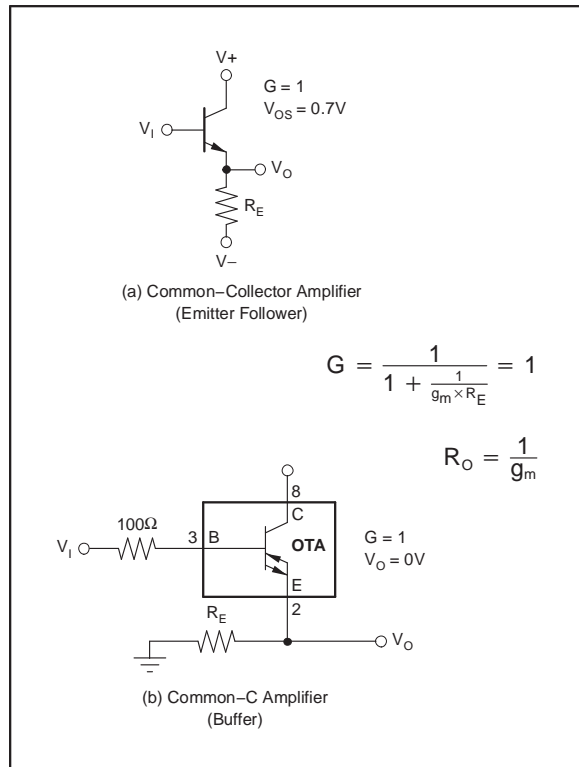 V+
G = 1
V_OS = 0.7V
V_I
V_O
R_E
V−
(a) Common−Collector Amplifier
(Emitter Follower)
G = 1 / (1 + 1 / (g_m × R_E)) = 1
R_O = 1 / g_m
8
C
100Ω
3 B
OTA
G = 1
V_I
V_O = 0V
E
2
R_E
V_O
(b) Common−C Amplifier
(Buffer)